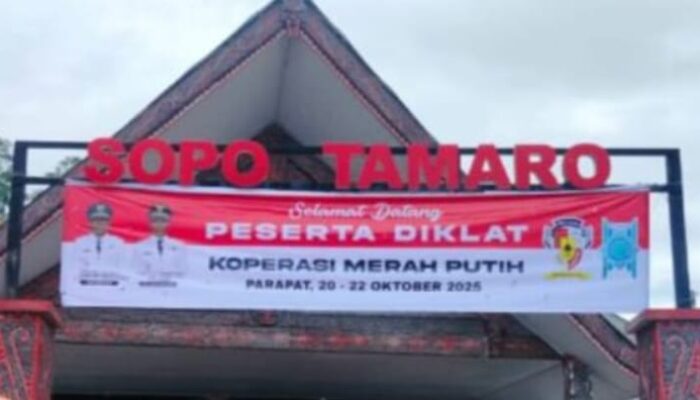 SOPO TAMARO
Selamat Datang
PESERTA DIKLAT
KOPERASI MERAH PUTIH
PARAPAT, 20 - 22 OKTOBER 2025